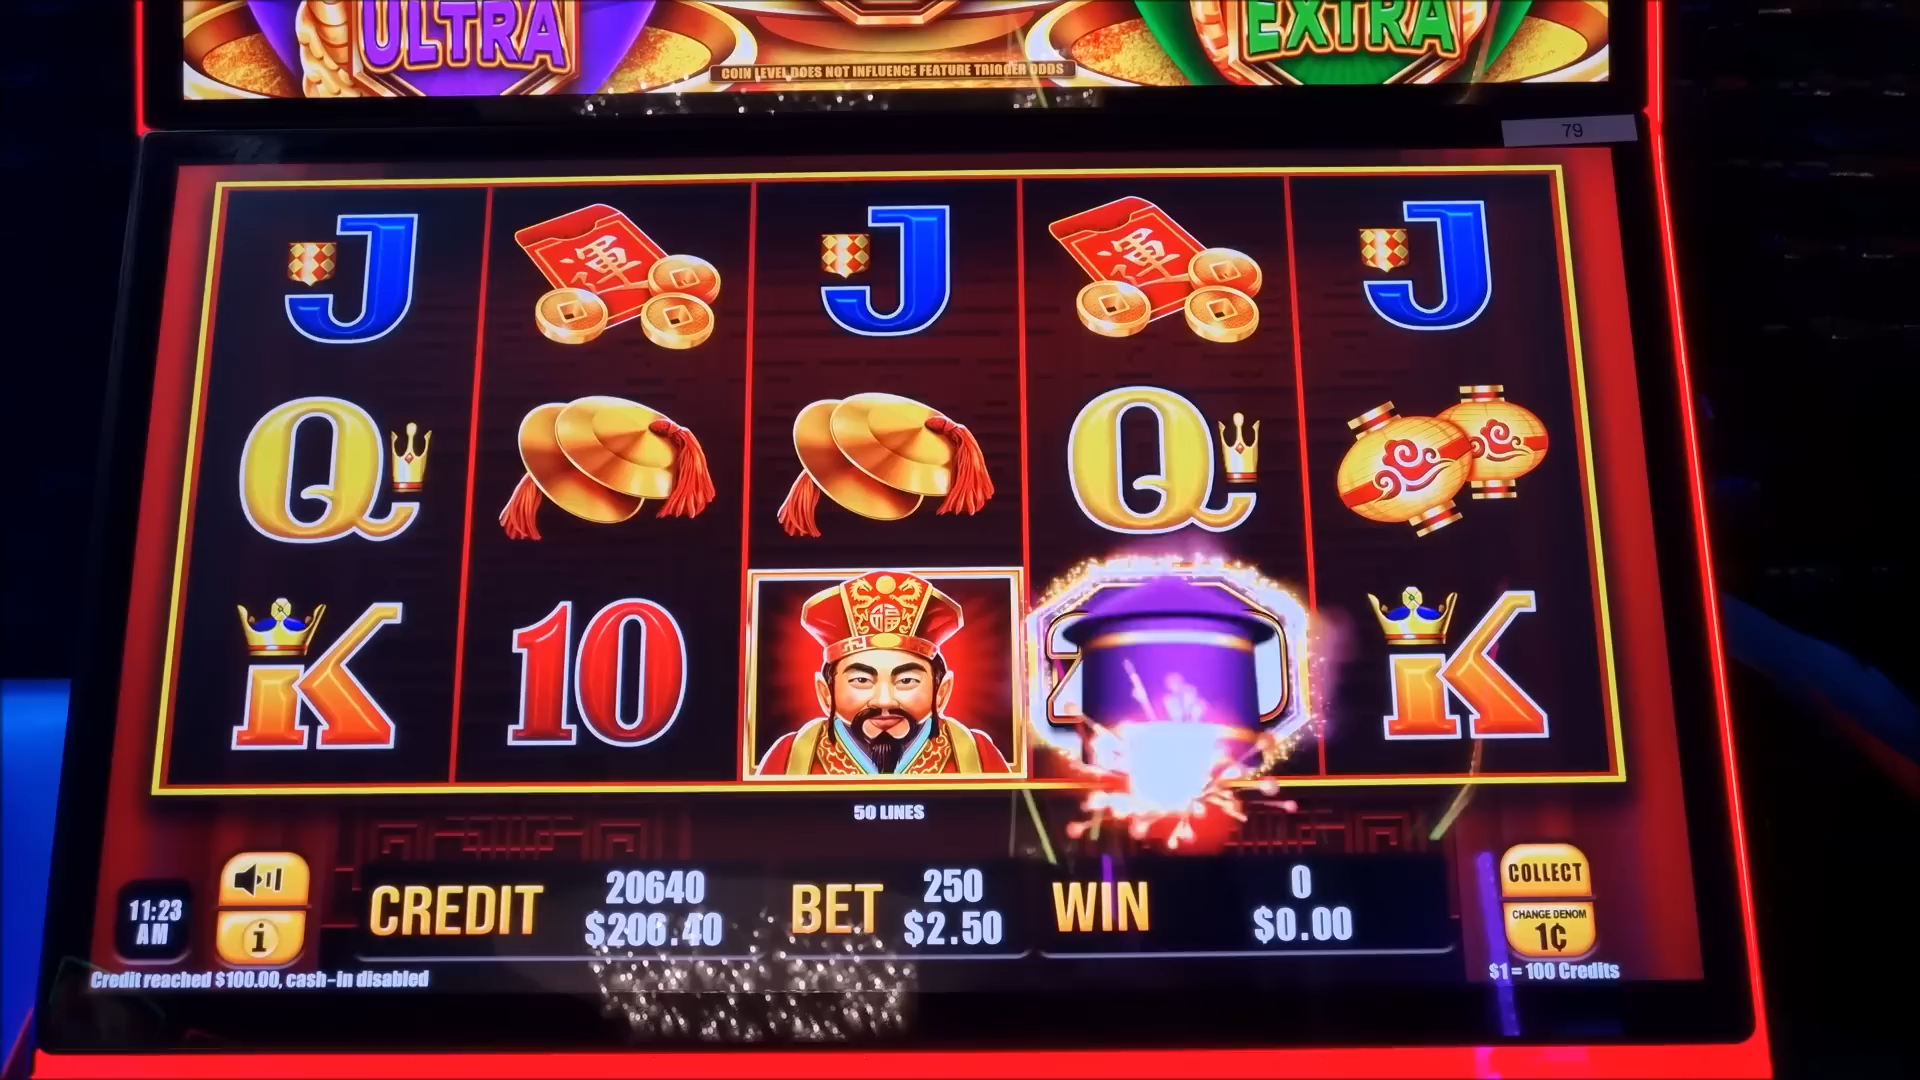 ULTRA
EXTRA
COIN LEVEL DOES NOT INFLUENCE FEATURE TRIGGER ODDS
79
J 運 J 運 J
Q Q
K 10 福 K
50 LINES
11:23 AM
CREDIT 20640 $206.40
BET 250 $2.50
WIN 0 $0.00
COLLECT
CHANGE DENOM 1¢
i
Credit reached $100.00, cash-in disabled
$1 = 100 Credits